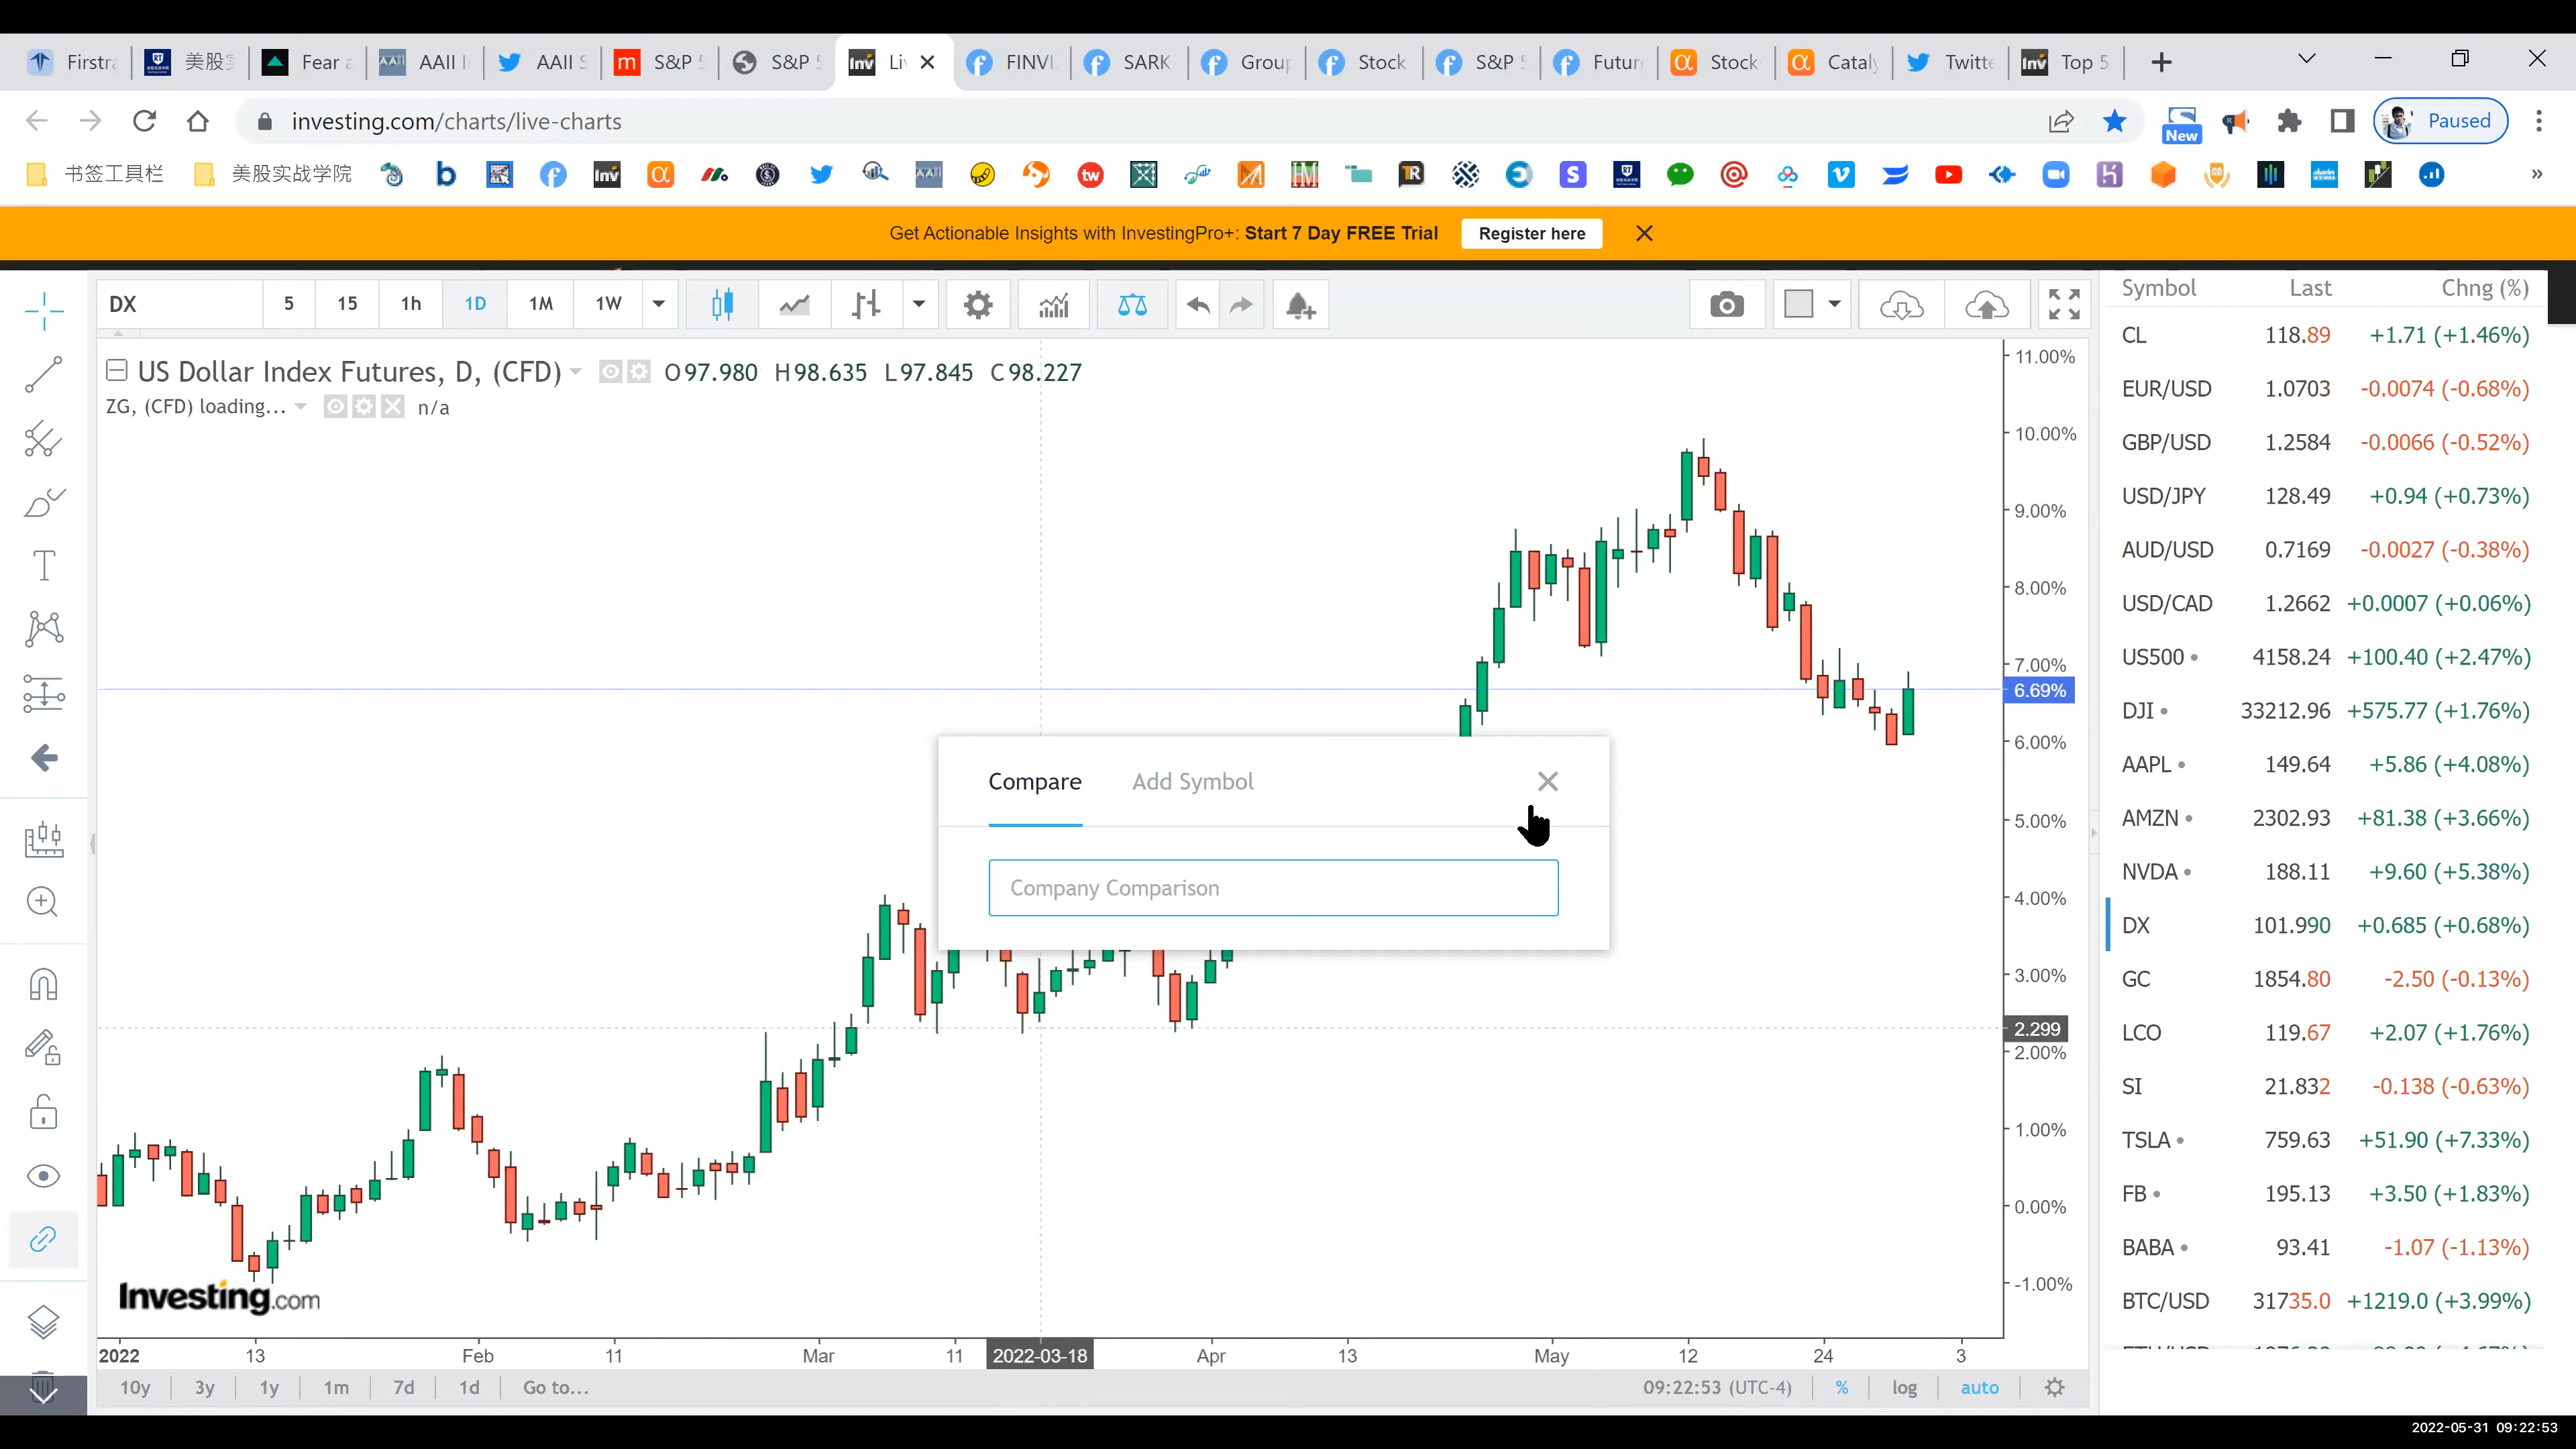 Firstra 美股 Fear a AAII I AAII S S&P 5 S&P 5 Li FINVI SARK Group Stock S&P 5 Futur Stock Cataly Twitte Top 5
investing.com/charts/live-charts New Paused
书签工具栏 美股实战学院
Get Actionable Insights with InvestingPro+: Start 7 Day FREE Trial Register here
DX 5 15 1h 1D 1M 1W
US Dollar Index Futures, D, (CFD) O97.980 H98.635 L97.845 C98.227
ZG, (CFD) loading... n/a
11.00%
10.00%
9.00%
8.00%
7.00%
6.69%
6.00%
5.00%
4.00%
3.00%
2.299
2.00%
1.00%
0.00%
-1.00%
Compare Add Symbol
Company Comparison
Investing.com
2022 13 Feb 11 Mar 11 2022-03-18 Apr 13 May 12 24 3
10y 3y 1y 1m 7d 1d Go to... 09:22:53 (UTC-4) % log auto
Symbol Last Chng (%)
CL 118.89 +1.71 (+1.46%)
EUR/USD 1.0703 -0.0074 (-0.68%)
GBP/USD 1.2584 -0.0066 (-0.52%)
USD/JPY 128.49 +0.94 (+0.73%)
AUD/USD 0.7169 -0.0027 (-0.38%)
USD/CAD 1.2662 +0.0007 (+0.06%)
US500 4158.24 +100.40 (+2.47%)
DJI 33212.96 +575.77 (+1.76%)
AAPL 149.64 +5.86 (+4.08%)
AMZN 2302.93 +81.38 (+3.66%)
NVDA 188.11 +9.60 (+5.38%)
DX 101.990 +0.685 (+0.68%)
GC 1854.80 -2.50 (-0.13%)
LCO 119.67 +2.07 (+1.76%)
SI 21.832 -0.138 (-0.63%)
TSLA 759.63 +51.90 (+7.33%)
FB 195.13 +3.50 (+1.83%)
BABA 93.41 -1.07 (-1.13%)
BTC/USD 31735.0 +1219.0 (+3.99%)
2022-05-31 09:22:53